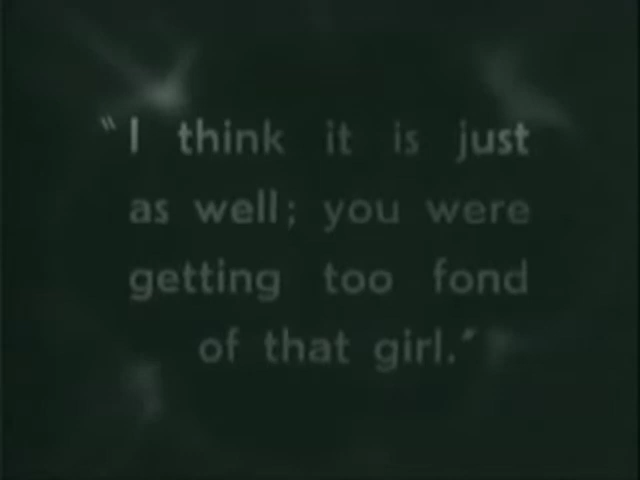 "I think it is just
as well; you were
getting too fond
of that girl."